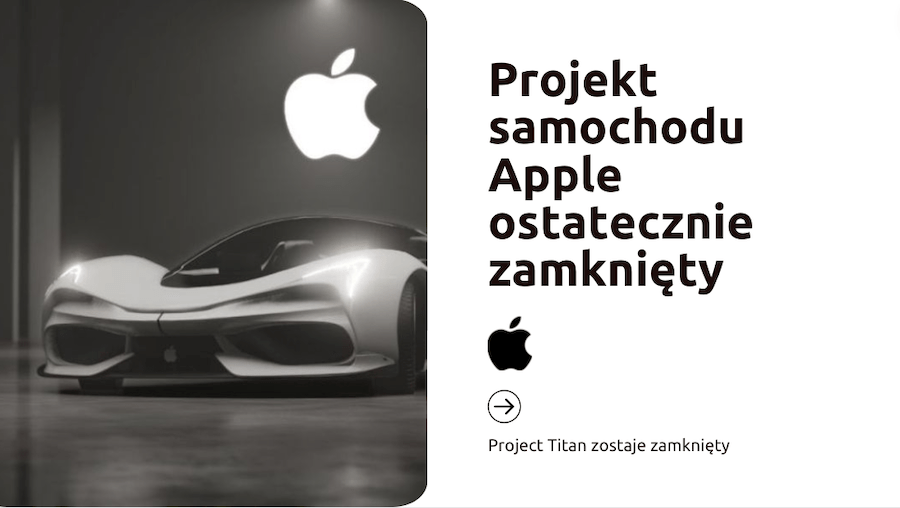 Projekt
samochodu
Apple
ostatecznie
zamknięty
Project Titan zostaje zamknięty